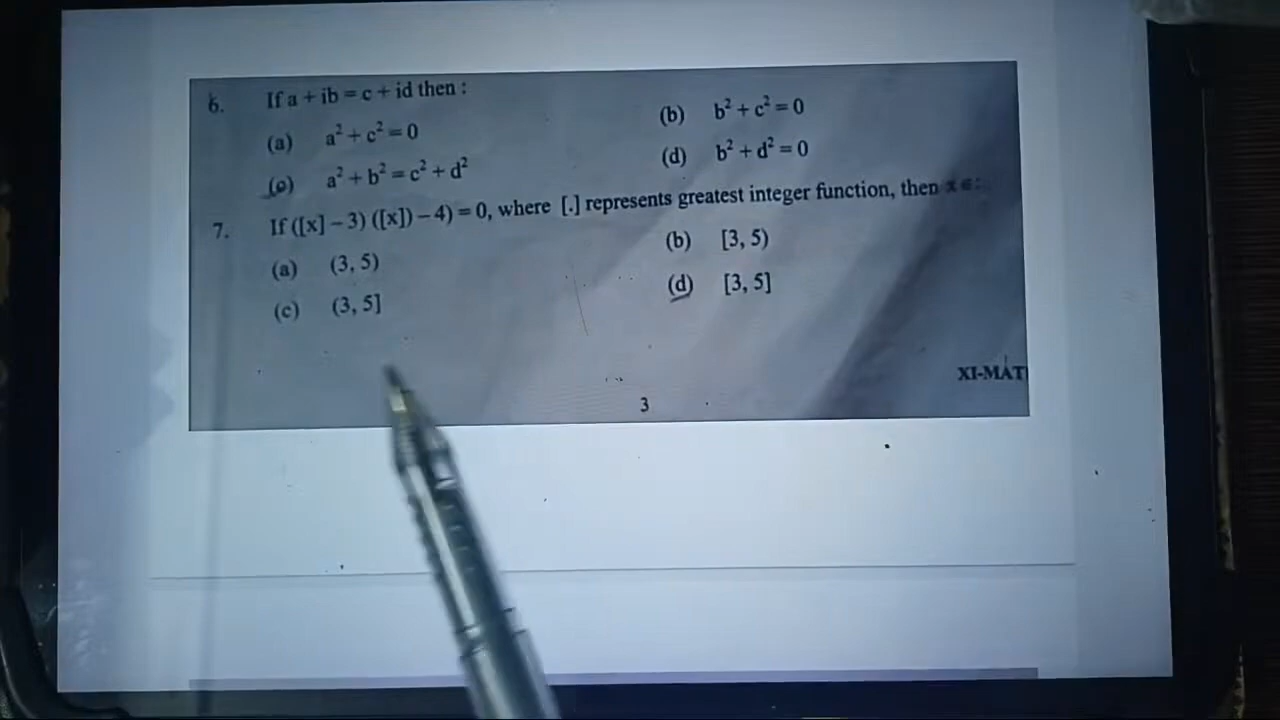 6. If a + ib = c + id then :
(a) a² + c² = 0 (b) b² + c² = 0
(c) a² + b² = c² + d² (d) b² + d² = 0
7. If ([x] – 3) ([x]) – 4) = 0, where [.] represents greatest integer function, then x ∈ :
(a) (3, 5) (b) [3, 5)
(c) (3, 5] (d) [3, 5]
XI-MAT
3